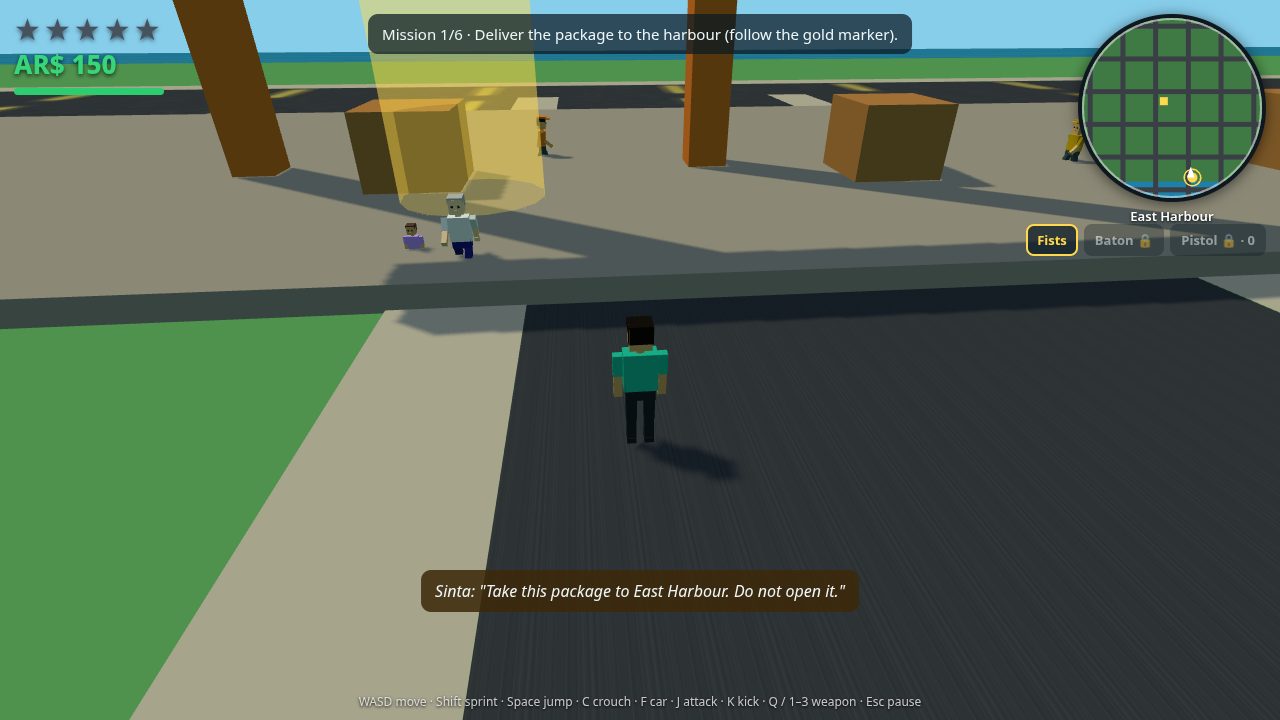 Mission 1/6 · Deliver the package to the harbour (follow the gold marker).
AR$ 150
East Harbour
Fists
Baton 🔒
Pistol 🔒 · 0
Sinta: "Take this package to East Harbour. Do not open it."
WASD move · Shift sprint · Space jump · C crouch · F car · J attack · K kick · Q / 1–3 weapon · Esc pause